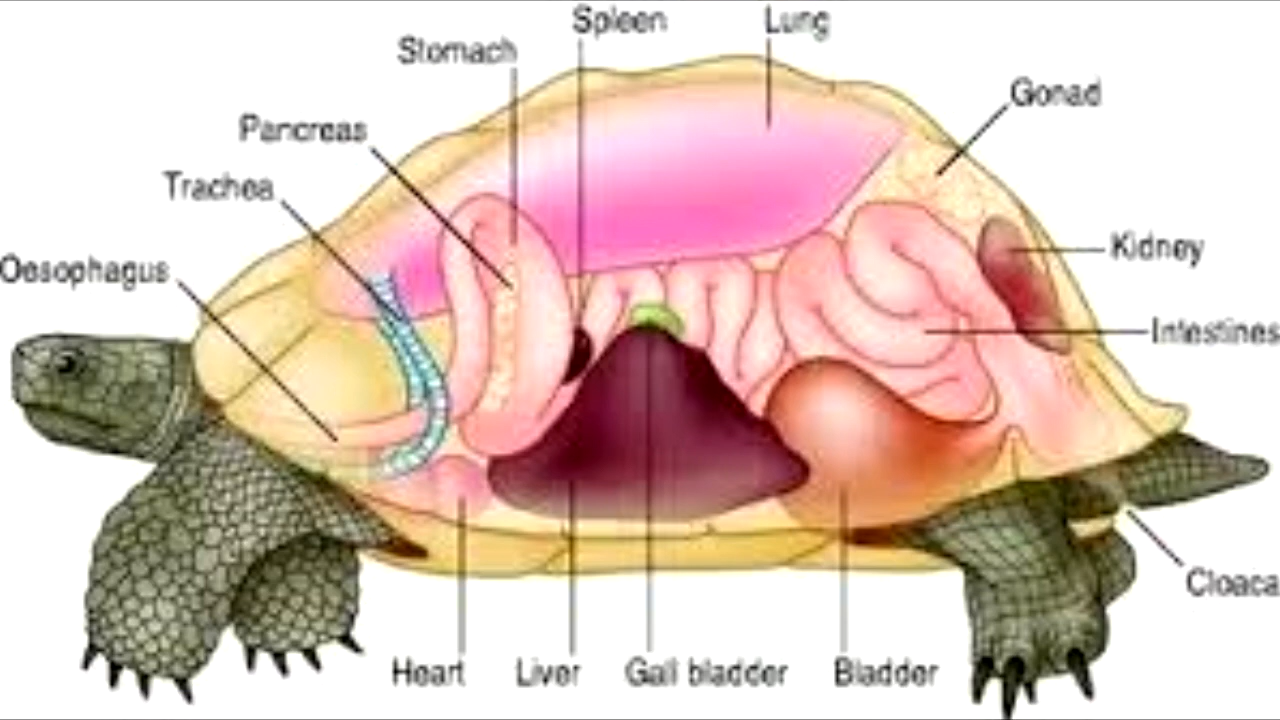 Spleen
Lung
Stomach
Gonad
Pancreas
Trachea
Kidney
Oesophagus
Intestines
Cloaca
Heart
Liver
Gall bladder
Bladder